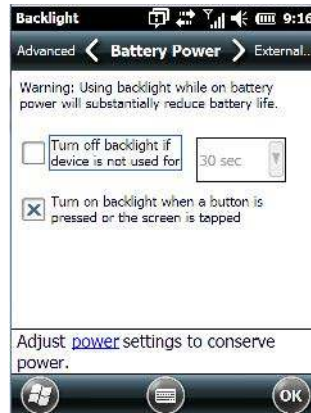 Backlight 9:16
Advanced Battery Power External...
Warning: Using backlight while on battery
power will substantially reduce battery life.
Turn off backlight if
device is not used for
30 sec
Turn on backlight when a button is
pressed or the screen is tapped
Adjust power settings to conserve
power.
OK